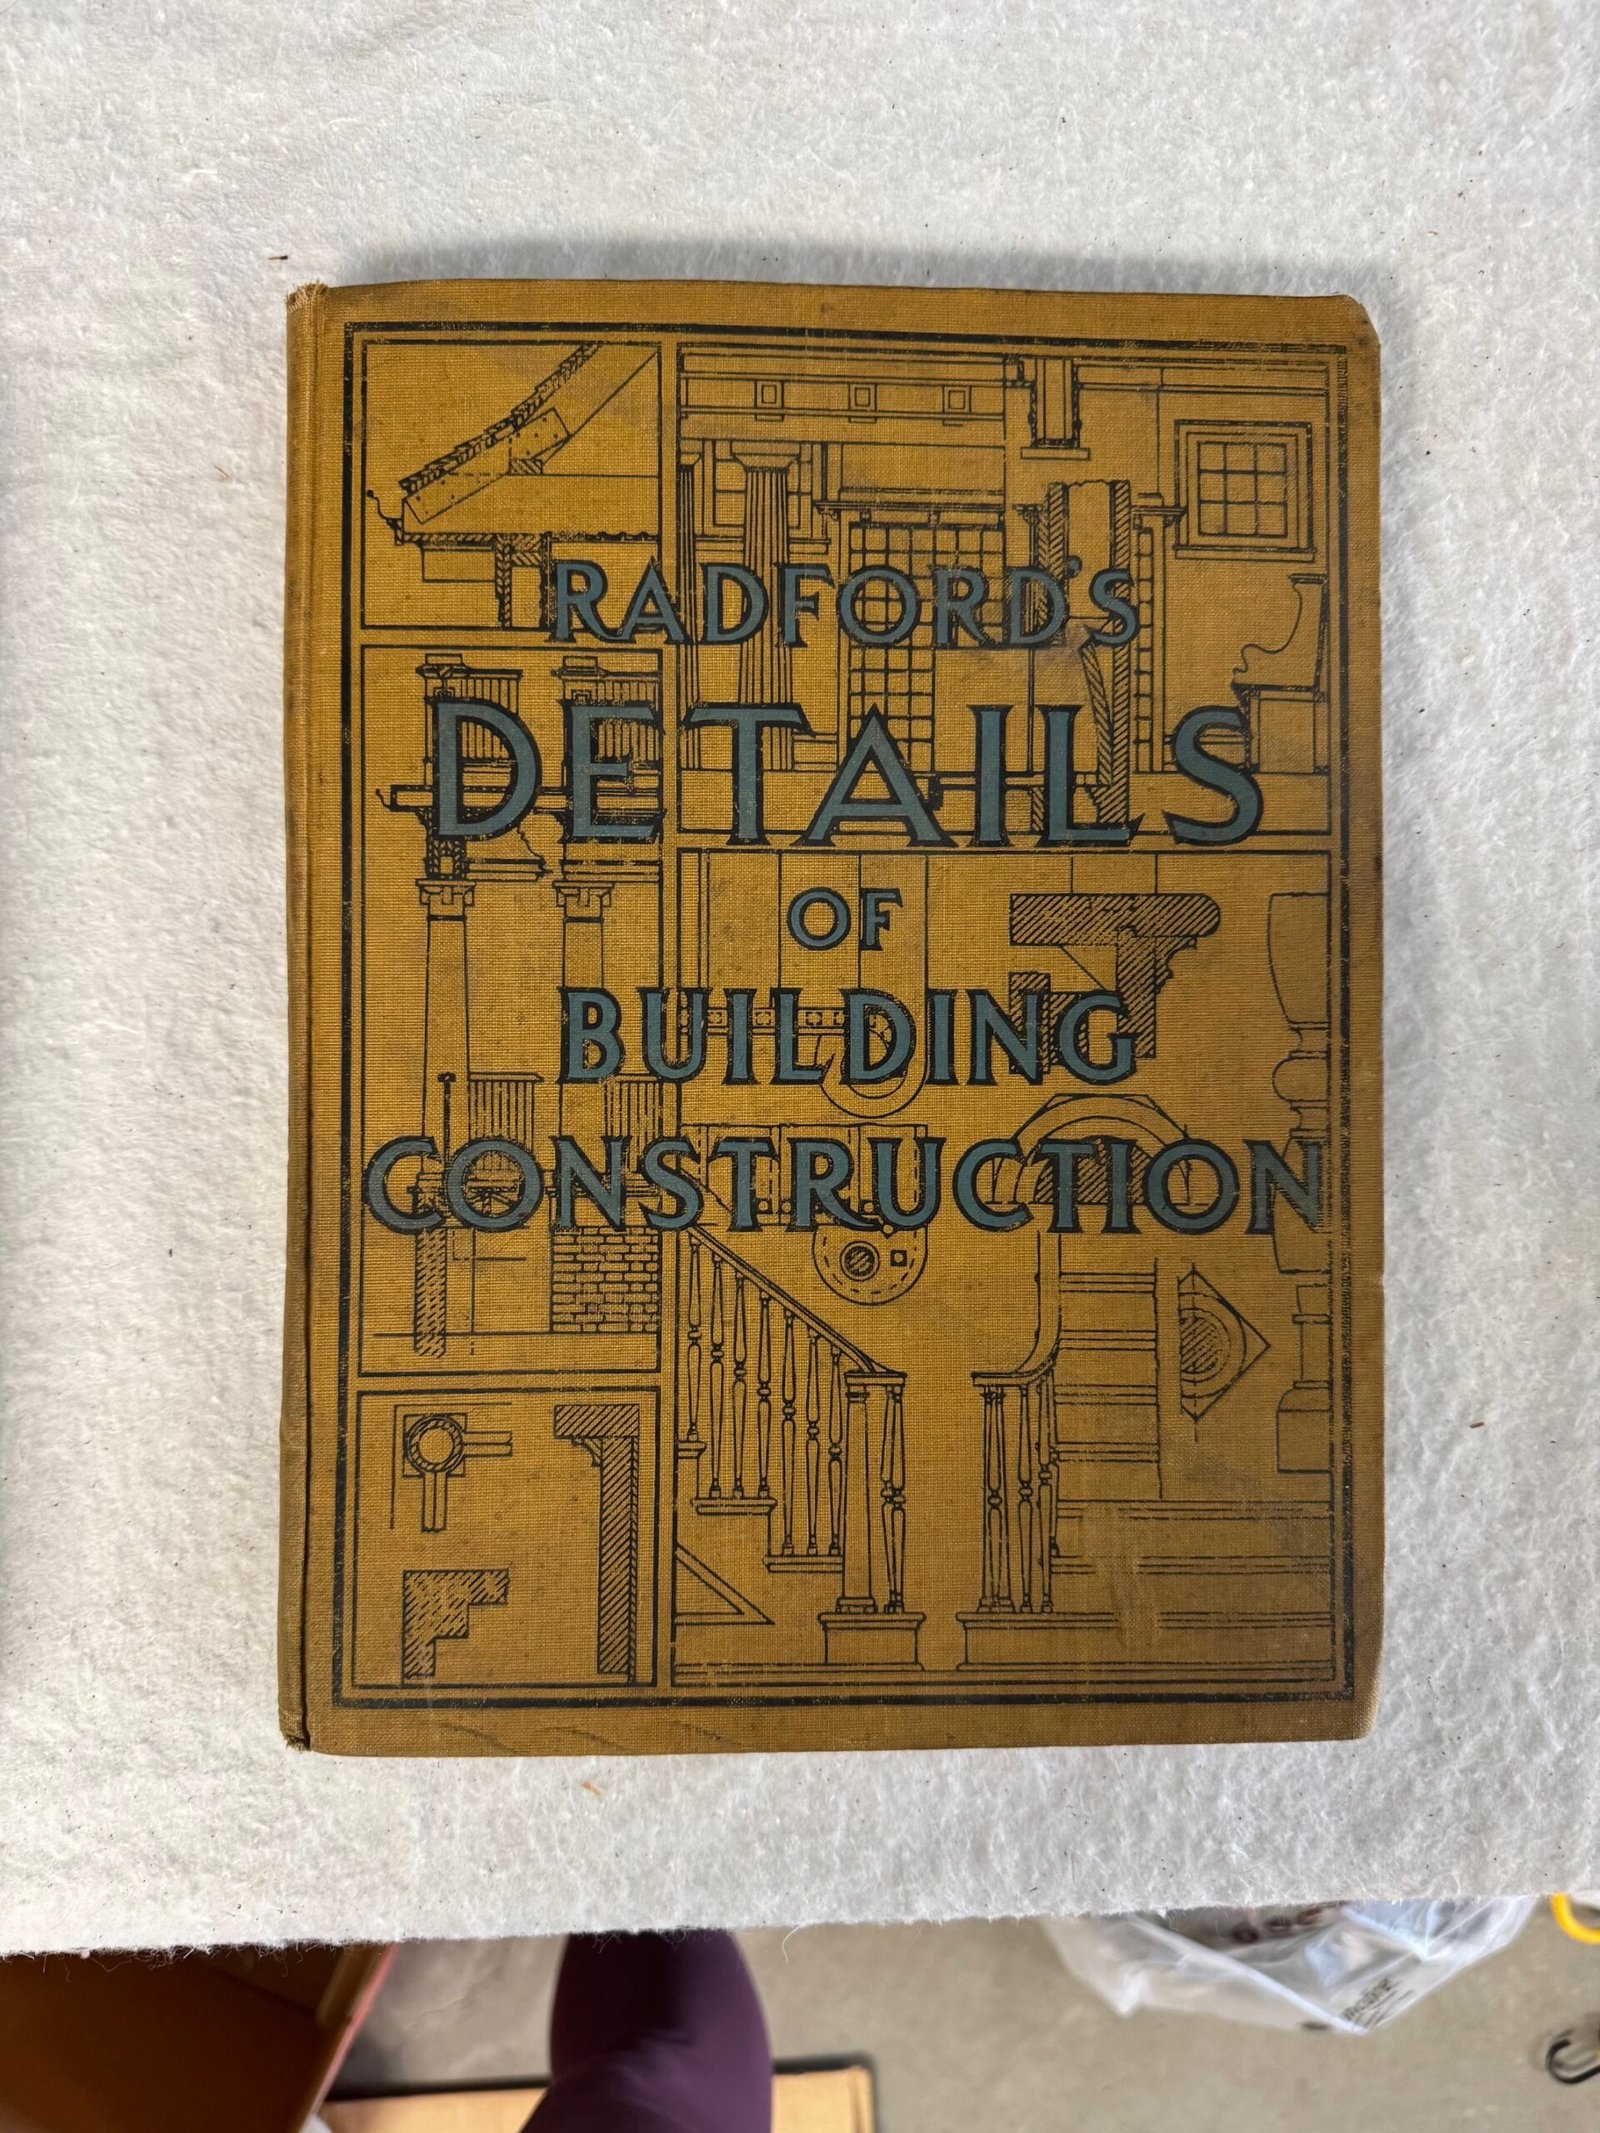 RADFORD'S
DETAILS
OF
BUILDING
CONSTRUCTION